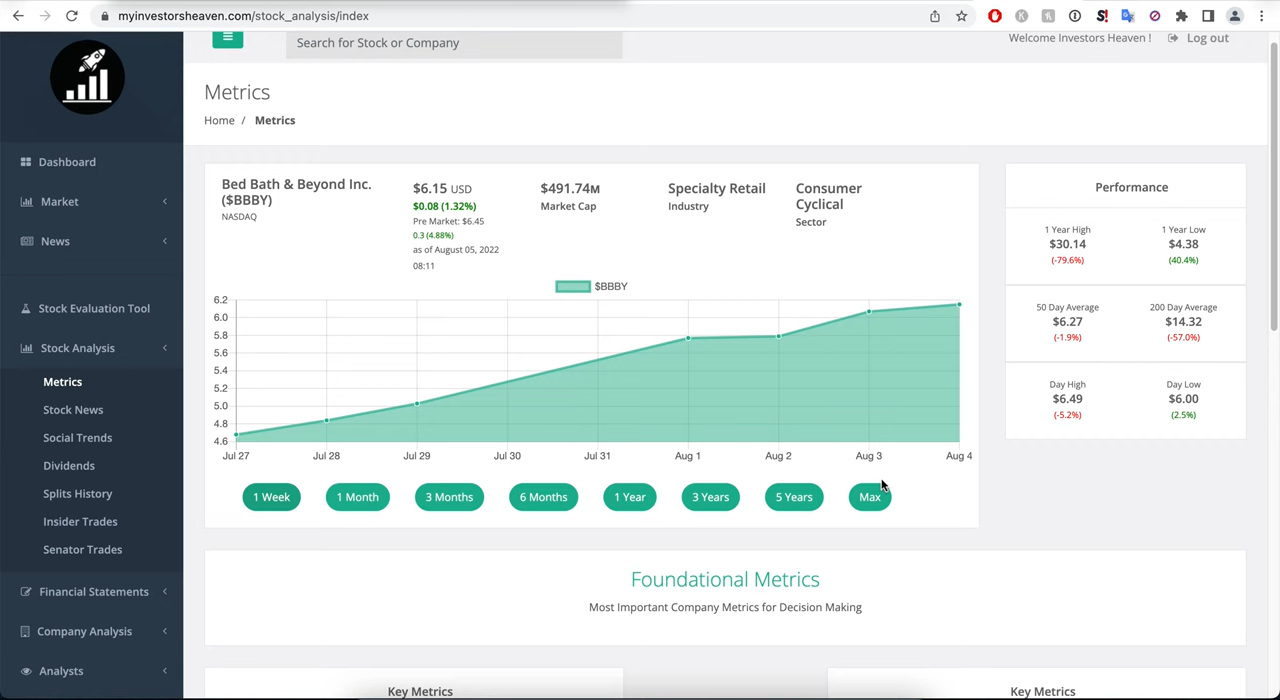 myinvestorsheaven.com/stock_analysis/index
Search for Stock or Company
Welcome Investors Heaven !
Log out
Metrics
Home / Metrics
Dashboard
Market
News
Stock Evaluation Tool
Stock Analysis
Metrics
Stock News
Social Trends
Dividends
Splits History
Insider Trades
Senator Trades
Financial Statements
Company Analysis
Analysts
Bed Bath & Beyond Inc.
($BBBY)
NASDAQ
$6.15 USD
$0.08 (1.32%)
Pre Market: $6.45
0.3 (4.88%)
as of August 05, 2022
08:11
$491.74M
Market Cap
Specialty Retail
Industry
Consumer
Cyclical
Sector
$BBBY
6.2
6.0
5.8
5.6
5.4
5.2
5.0
4.8
4.6
Jul 27 Jul 28 Jul 29 Jul 30 Jul 31 Aug 1 Aug 2 Aug 3 Aug 4
1 Week 1 Month 3 Months 6 Months 1 Year 3 Years 5 Years Max
Performance
1 Year High 1 Year Low
$30.14 $4.38
(-79.6%) (40.4%)
50 Day Average 200 Day Average
$6.27 $14.32
(-1.9%) (-57.0%)
Day High Day Low
$6.49 $6.00
(-5.2%) (2.5%)
Foundational Metrics
Most Important Company Metrics for Decision Making
Key Metrics Key Metrics